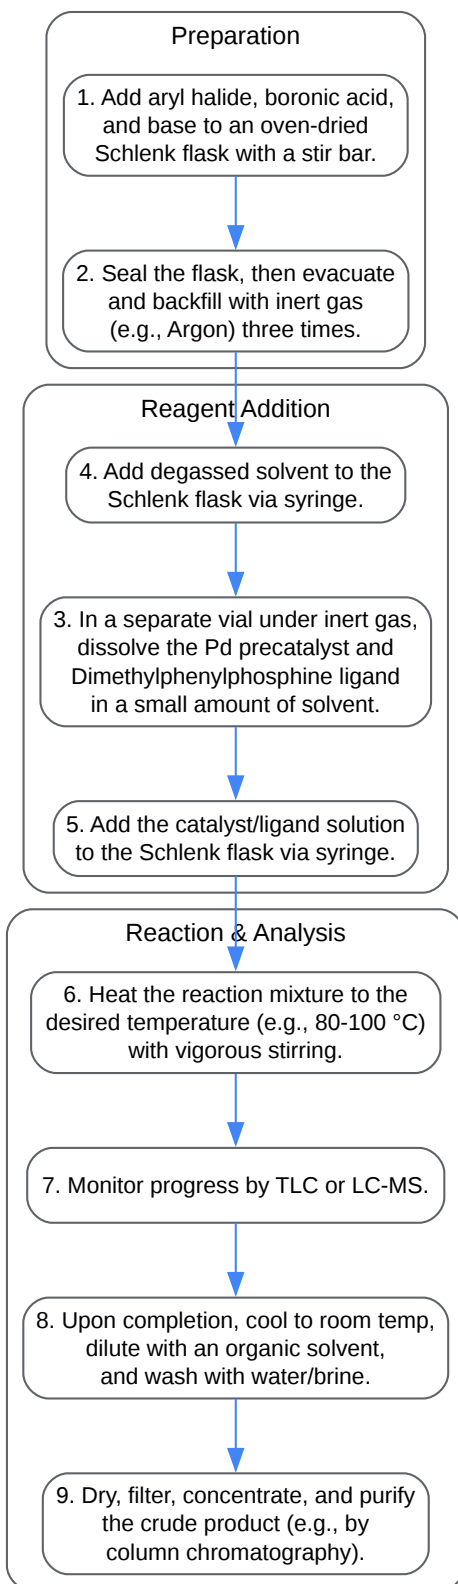 Preparation
1. Add aryl halide, boronic acid,
and base to an oven-dried
Schlenk flask with a stir bar.
2. Seal the flask, then evacuate
and backfill with inert gas
(e.g., Argon) three times.
Reagent Addition
4. Add degassed solvent to the
Schlenk flask via syringe.
3. In a separate vial under inert gas,
dissolve the Pd precatalyst and
Dimethylphenylphosphine ligand
in a small amount of solvent.
5. Add the catalyst/ligand solution
to the Schlenk flask via syringe.
Reaction & Analysis
6. Heat the reaction mixture to the
desired temperature (e.g., 80-100 °C)
with vigorous stirring.
7. Monitor progress by TLC or LC-MS.
8. Upon completion, cool to room temp,
dilute with an organic solvent,
and wash with water/brine.
9. Dry, filter, concentrate, and purify
the crude product (e.g., by
column chromatography).